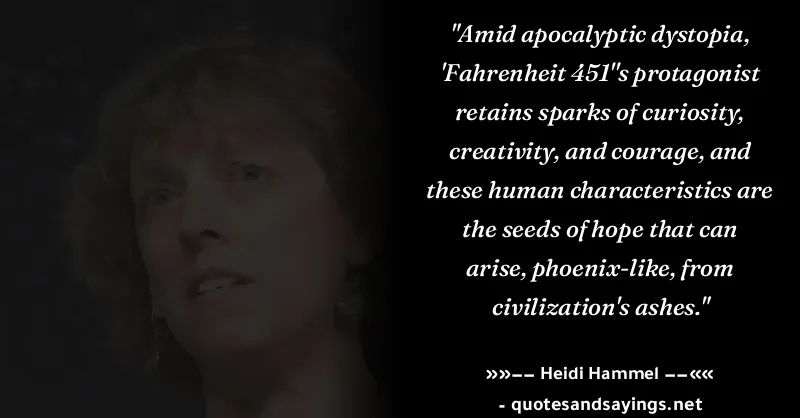 "Amid apocalyptic dystopia,
'Fahrenheit 451''s protagonist
retains sparks of curiosity,
creativity, and courage, and
these human characteristics are
the seeds of hope that can
arise, phoenix-like, from
civilization's ashes."
»»−− Heidi Hammel −−««
- quotesandsayings.net